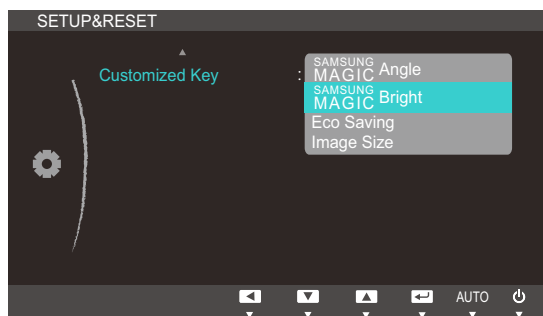 SETUP&RESET
Customized Key : SAMSUNG MAGIC Angle
SAMSUNG MAGIC Bright
Eco Saving
Image Size
AUTO